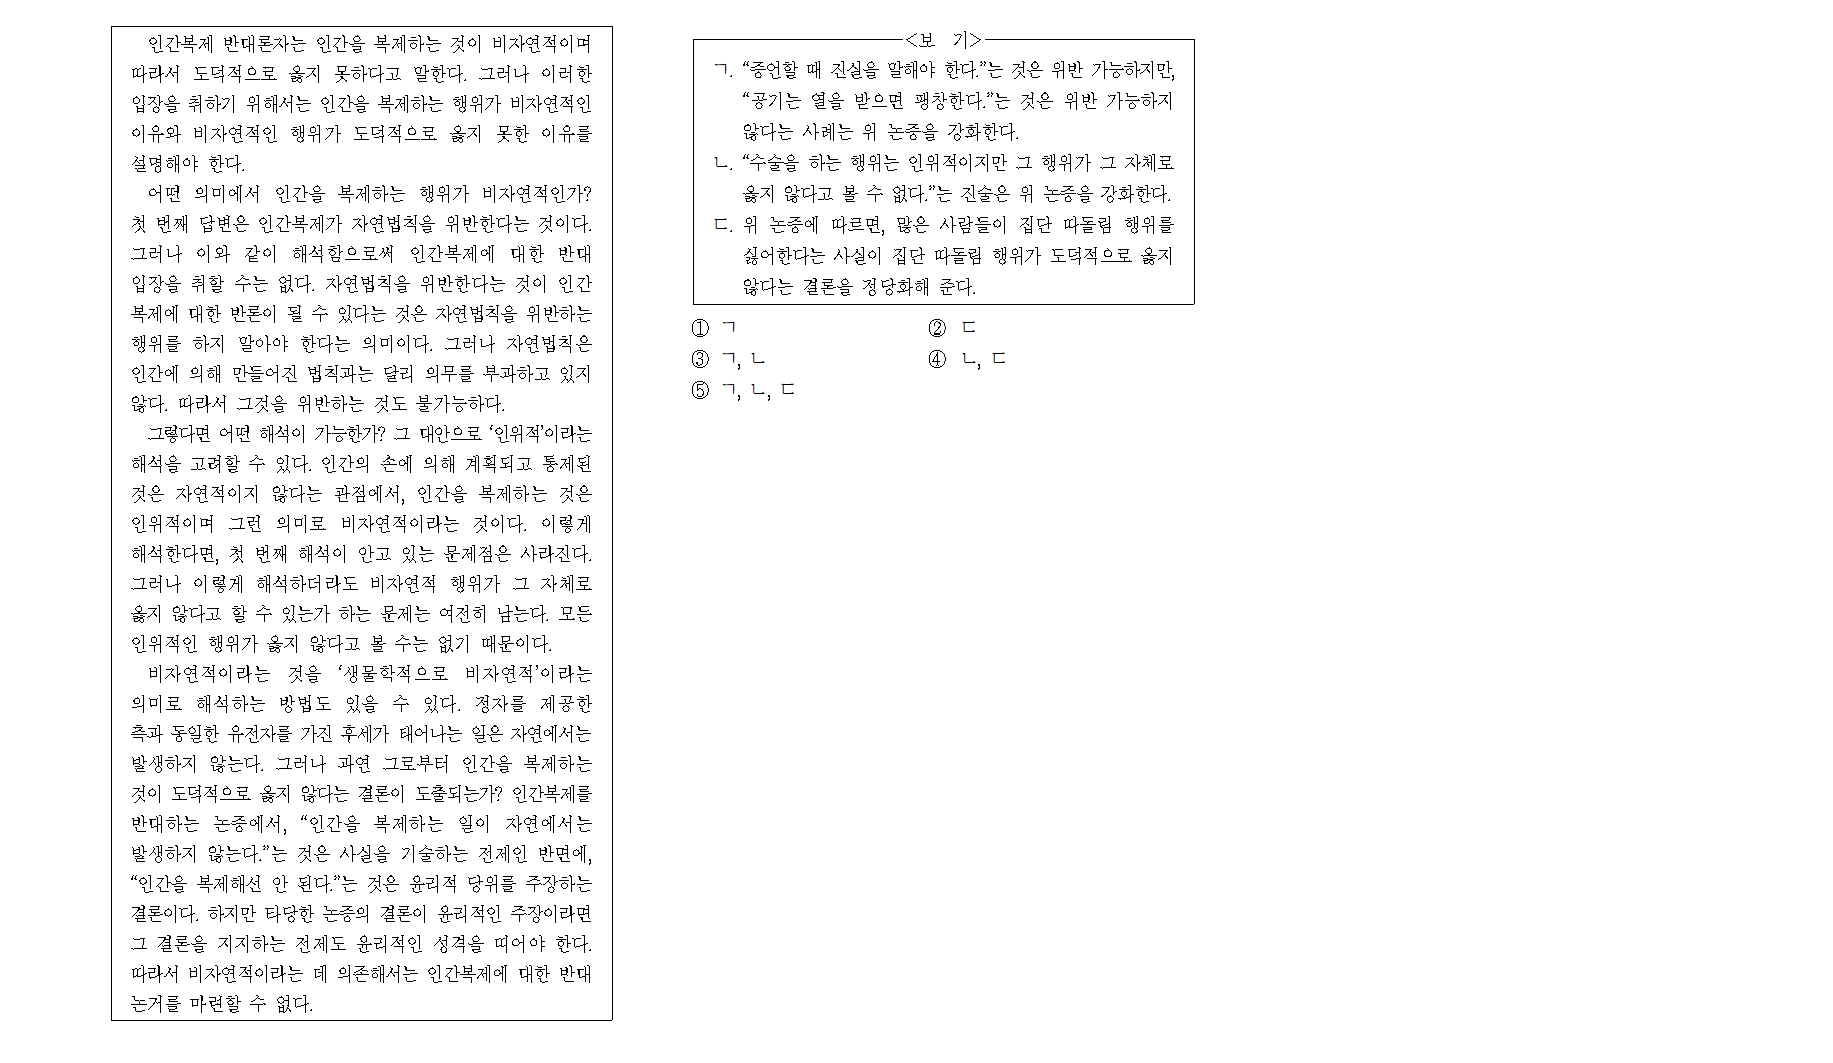 인간복제 반대론자는 인간을 복제하는 것이 비자연적이며
따라서 도덕적으로 옳지 못하다고 말한다. 그러나 이러한
입장을 취하기 위해서는 인간을 복제하는 행위가 비자연적인
이유와 비자연적인 행위가 도덕적으로 옳지 못한 이유를
설명해야 한다.
어떤 의미에서 인간을 복제하는 행위가 비자연적인가?
첫 번째 답변은 인간복제가 자연법칙을 위반한다는 것이다.
그러나 이와 같이 해석함으로써 인간복제에 대한 반대
입장을 취할 수는 없다. 자연법칙을 위반한다는 것이 인간
복제에 대한 반론이 될 수 있다는 것은 자연법칙을 위반하는
행위를 하지 말아야 한다는 의미이다. 그러나 자연법칙은
인간에 의해 만들어진 법칙과는 달리 의무를 부과하고 있지
않다. 따라서 그것을 위반하는 것도 불가능하다.
그렇다면 어떤 해석이 가능한가? 그 대안으로 ‘인위적’이라는
해석을 고려할 수 있다. 인간의 손에 의해 계획되고 통제된
것은 자연적이지 않다는 관점에서, 인간을 복제하는 것은
인위적이며 그런 의미로 비자연적이라는 것이다. 이렇게
해석한다면, 첫 번째 해석이 안고 있는 문제점은 사라진다.
그러나 이렇게 해석하더라도 비자연적 행위가 그 자체로
옳지 않다고 할 수 있는가 하는 문제는 여전히 남는다. 모든
인위적인 행위가 옳지 않다고 볼 수는 없기 때문이다.
비자연적이라는 것을 ‘생물학적으로 비자연적’이라는
의미로 해석하는 방법도 있을 수 있다. 정자를 제공한
측과 동일한 유전자를 가진 후세가 태어나는 일은 자연에서는
발생하지 않는다. 그러나 과연 그로부터 인간을 복제하는
것이 도덕적으로 옳지 않다는 결론이 도출되는가? 인간복제를
반대하는 논증에서, “인간을 복제하는 일이 자연에서는
발생하지 않는다.”는 것은 사실을 기술하는 전제인 반면에,
“인간을 복제해선 안 된다.”는 것은 윤리적 당위를 주장하는
결론이다. 하지만 타당한 논증의 결론이 윤리적인 주장이라면
그 결론을 지지하는 전제도 윤리적인 성격을 띠어야 한다.
따라서 비자연적이라는 데 의존해서는 인간복제에 대한 반대
논거를 마련할 수 없다.
<보 기>
ㄱ. “증언할 때 진실을 말해야 한다.”는 것은 위반 가능하지만,
“공기는 열을 받으면 팽창한다.”는 것은 위반 가능하지
않다는 사례는 위 논증을 강화한다.
ㄴ. “수술을 하는 행위는 인위적이지만 그 행위가 그 자체로
옳지 않다고 볼 수 없다.”는 진술은 위 논증을 강화한다.
ㄷ. 위 논증에 따르면, 많은 사람들이 집단 따돌림 행위를
싫어한다는 사실이 집단 따돌림 행위가 도덕적으로 옳지
않다는 결론을 정당화해 준다.
① ㄱ ② ㄷ
③ ㄱ, ㄴ ④ ㄴ, ㄷ
⑤ ㄱ, ㄴ, ㄷ